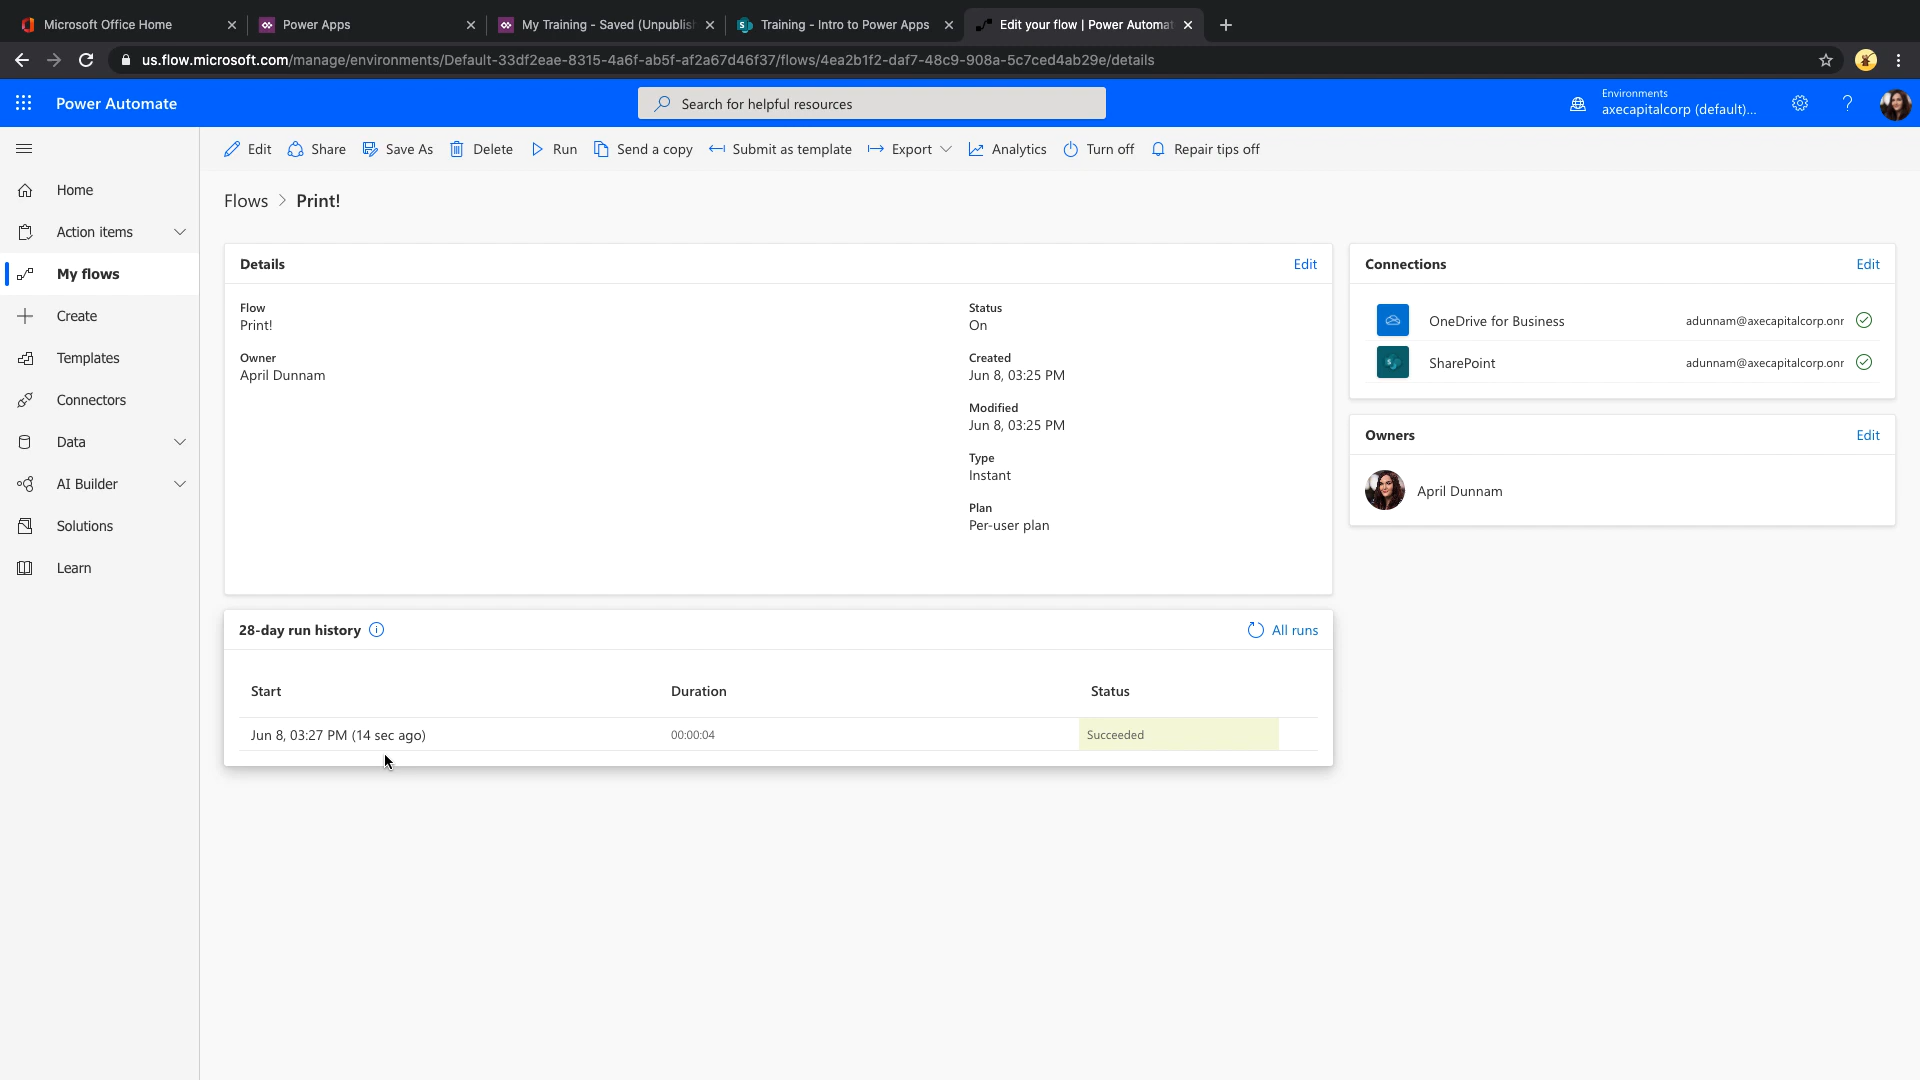 Microsoft Office Home
Power Apps
My Training - Saved (Unpublis
Training - Intro to Power Apps
Edit your flow | Power Automat
us.flow.microsoft.com/manage/environments/Default-33df2eae-8315-4a6f-ab5f-af2a67d46f37/flows/4ea2b1f2-daf7-48c9-908a-5c7ced4ab29e/details
Power Automate
Search for helpful resources
Environments
axecapitalcorp (default)...
Edit
Share
Save As
Delete
Run
Send a copy
Submit as template
Export
Analytics
Turn off
Repair tips off
Home
Action items
My flows
Create
Templates
Connectors
Data
AI Builder
Solutions
Learn
Flows > Print!
Details
Edit
Flow
Print!
Owner
April Dunnam
Status
On
Created
Jun 8, 03:25 PM
Modified
Jun 8, 03:25 PM
Type
Instant
Plan
Per-user plan
Connections
Edit
OneDrive for Business
adunnam@axecapitalcorp.onr
SharePoint
adunnam@axecapitalcorp.onr
Owners
Edit
April Dunnam
28-day run history
All runs
Start
Duration
Status
Jun 8, 03:27 PM (14 sec ago)
00:00:04
Succeeded